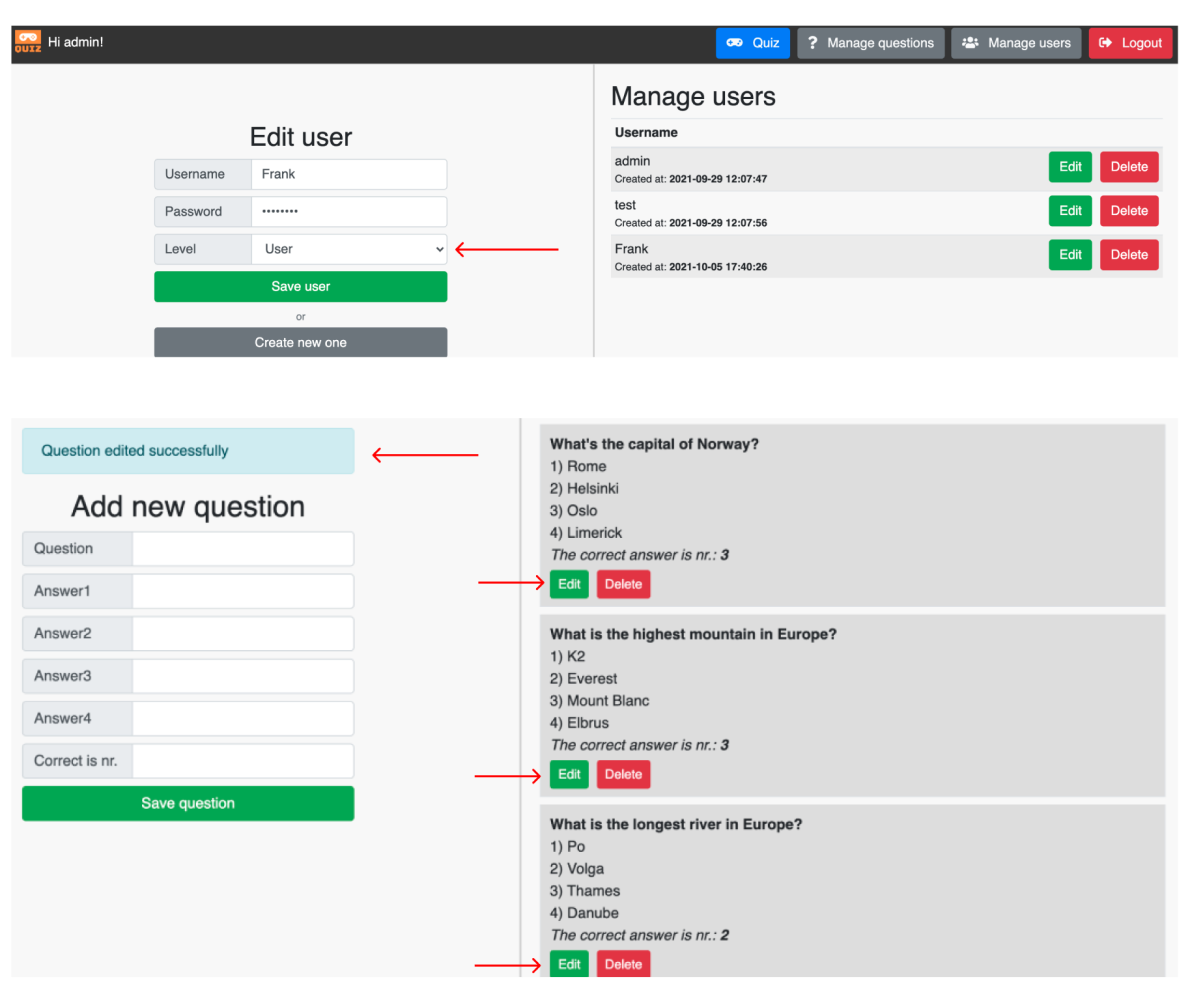 QUIZ Hi admin! Quiz ? Manage questions Manage users Logout
Edit user
Username Frank
Password ••••••••
Level User
Save user
or
Create new one
Manage users
Username
admin
Created at: 2021-09-29 12:07:47
Edit Delete
test
Created at: 2021-09-29 12:07:56
Edit Delete
Frank
Created at: 2021-10-05 17:40:26
Edit Delete
Question edited successfully
Add new question
Question
Answer1
Answer2
Answer3
Answer4
Correct is nr.
Save question
What's the capital of Norway?
1) Rome
2) Helsinki
3) Oslo
4) Limerick
The correct answer is nr.: 3
Edit Delete
What is the highest mountain in Europe?
1) K2
2) Everest
3) Mount Blanc
4) Elbrus
The correct answer is nr.: 3
Edit Delete
What is the longest river in Europe?
1) Po
2) Volga
3) Thames
4) Danube
The correct answer is nr.: 2
Edit Delete